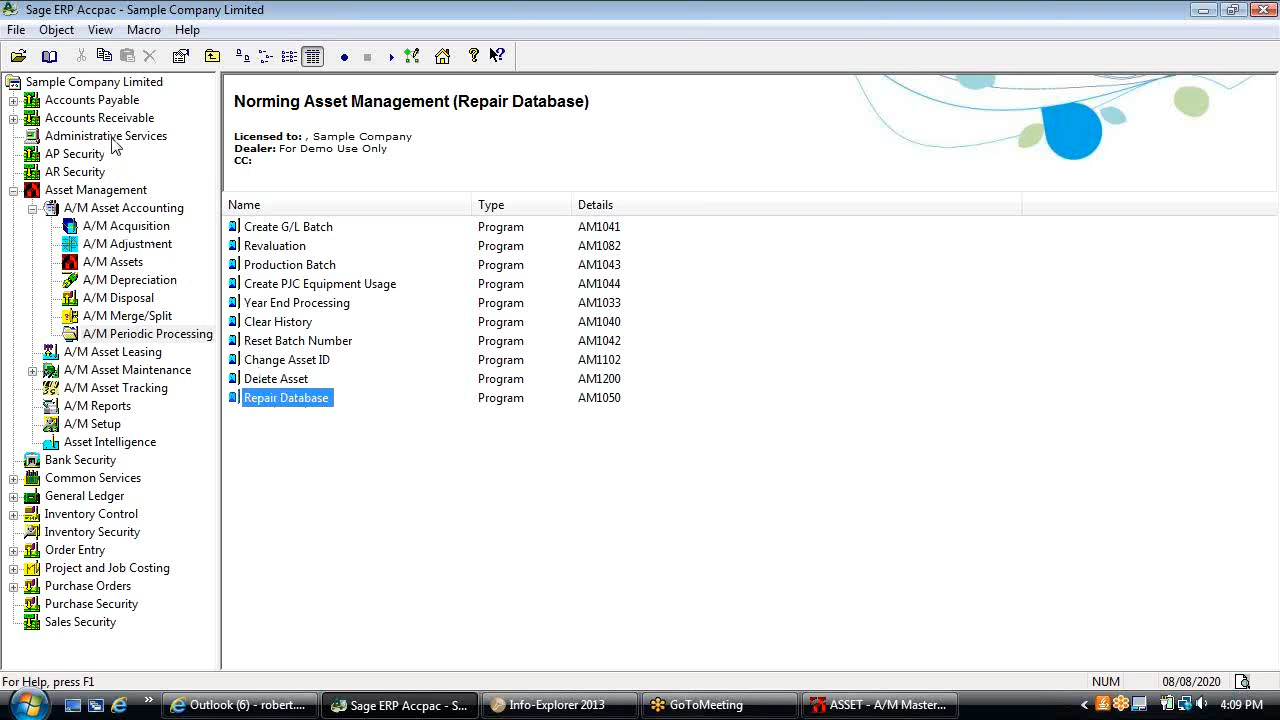 Sage ERP Accpac - Sample Company Limited
File Object View Macro Help
Sample Company Limited
Accounts Payable
Accounts Receivable
Administrative Services
AP Security
AR Security
Asset Management
A/M Asset Accounting
A/M Acquisition
A/M Adjustment
A/M Assets
A/M Depreciation
A/M Disposal
A/M Merge/Split
A/M Periodic Processing
A/M Asset Leasing
A/M Asset Maintenance
A/M Asset Tracking
A/M Reports
A/M Setup
Asset Intelligence
Bank Security
Common Services
General Ledger
Inventory Control
Inventory Security
Order Entry
Project and Job Costing
Purchase Orders
Purchase Security
Sales Security
Norming Asset Management (Repair Database)
Licensed to: , Sample Company
Dealer: For Demo Use Only
CC:
Name Type Details
Create G/L Batch Program AM1041
Revaluation Program AM1082
Production Batch Program AM1043
Create PJC Equipment Usage Program AM1044
Year End Processing Program AM1033
Clear History Program AM1040
Reset Batch Number Program AM1042
Change Asset ID Program AM1102
Delete Asset Program AM1200
Repair Database Program AM1050
For Help, press F1 NUM 08/08/2020
Outlook (6) - robert.... Sage ERP Accpac - S... Info-Explorer 2013 GoToMeeting ASSET - A/M Master... 4:09 PM